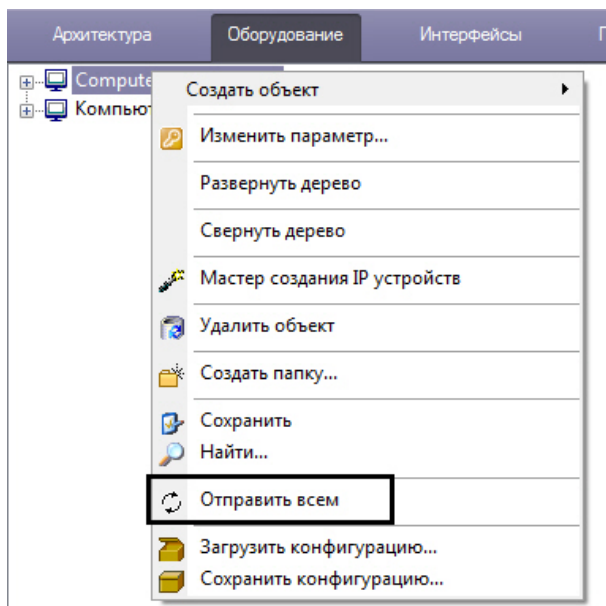 Архитектура Оборудование Интерфейсы
Compute
Создать объект
Компью
Изменить параметр...
Развернуть дерево
Свернуть дерево
Мастер создания IP устройств
Удалить объект
Создать папку...
Сохранить
Найти...
Отправить всем
Загрузить конфигурацию...
Сохранить конфигурацию...